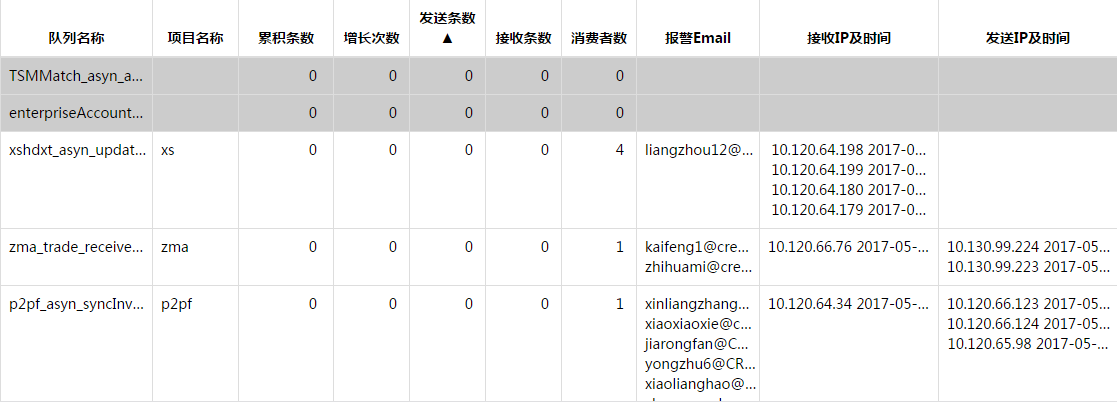 队列名称 项目名称 累积条数 增长次数 发送条数 ▲ 接收条数 消费者数 报警Email 接收IP及时间 发送IP及时间
TSMMatch_asyn_a... 0 0 0 0 0
enterpriseAccount... 0 0 0 0 0
xshdxt_asyn_updat... xs 0 0 0 0 4 liangzhou12@... 10.120.64.198 2017-0...
10.120.64.199 2017-0...
10.120.64.180 2017-0...
10.120.64.179 2017-0...
zma_trade_receive... zma 0 0 0 0 1 kaifeng1@cre... 10.120.66.76 2017-05-... 10.130.99.224 2017-05...
zhihuami@cre... 10.130.99.223 2017-05...
p2pf_asyn_syncInv... p2pf 0 0 0 0 1 xinliangzhang... 10.120.64.34 2017-05-... 10.120.66.123 2017-05...
xiaoxiaoxie@c... 10.120.66.124 2017-05...
jiarongfan@C... 10.120.65.98 2017-05-...
yongzhu6@CR...
xiaolianghao@...